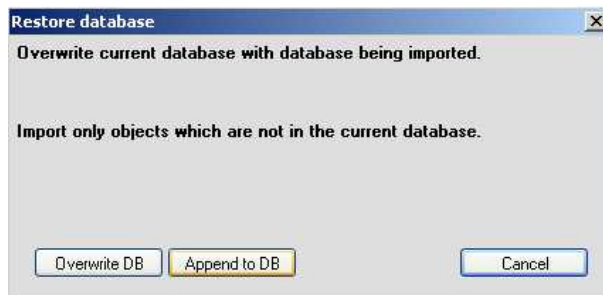 Restore database
Overwrite current database with database being imported.
Import only objects which are not in the current database.
Overwrite DB Append to DB Cancel